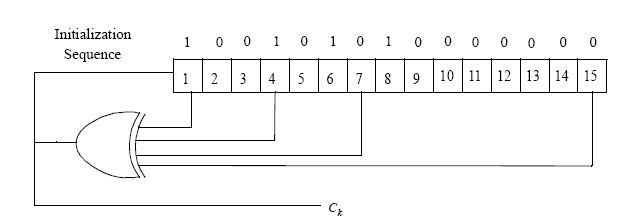 Initialization
Sequence
1 0 0 1 0 1 0 1 0 0 0 0 0 0 0
1 2 3 4 5 6 7 8 9 10 11 12 13 14 15
C_k